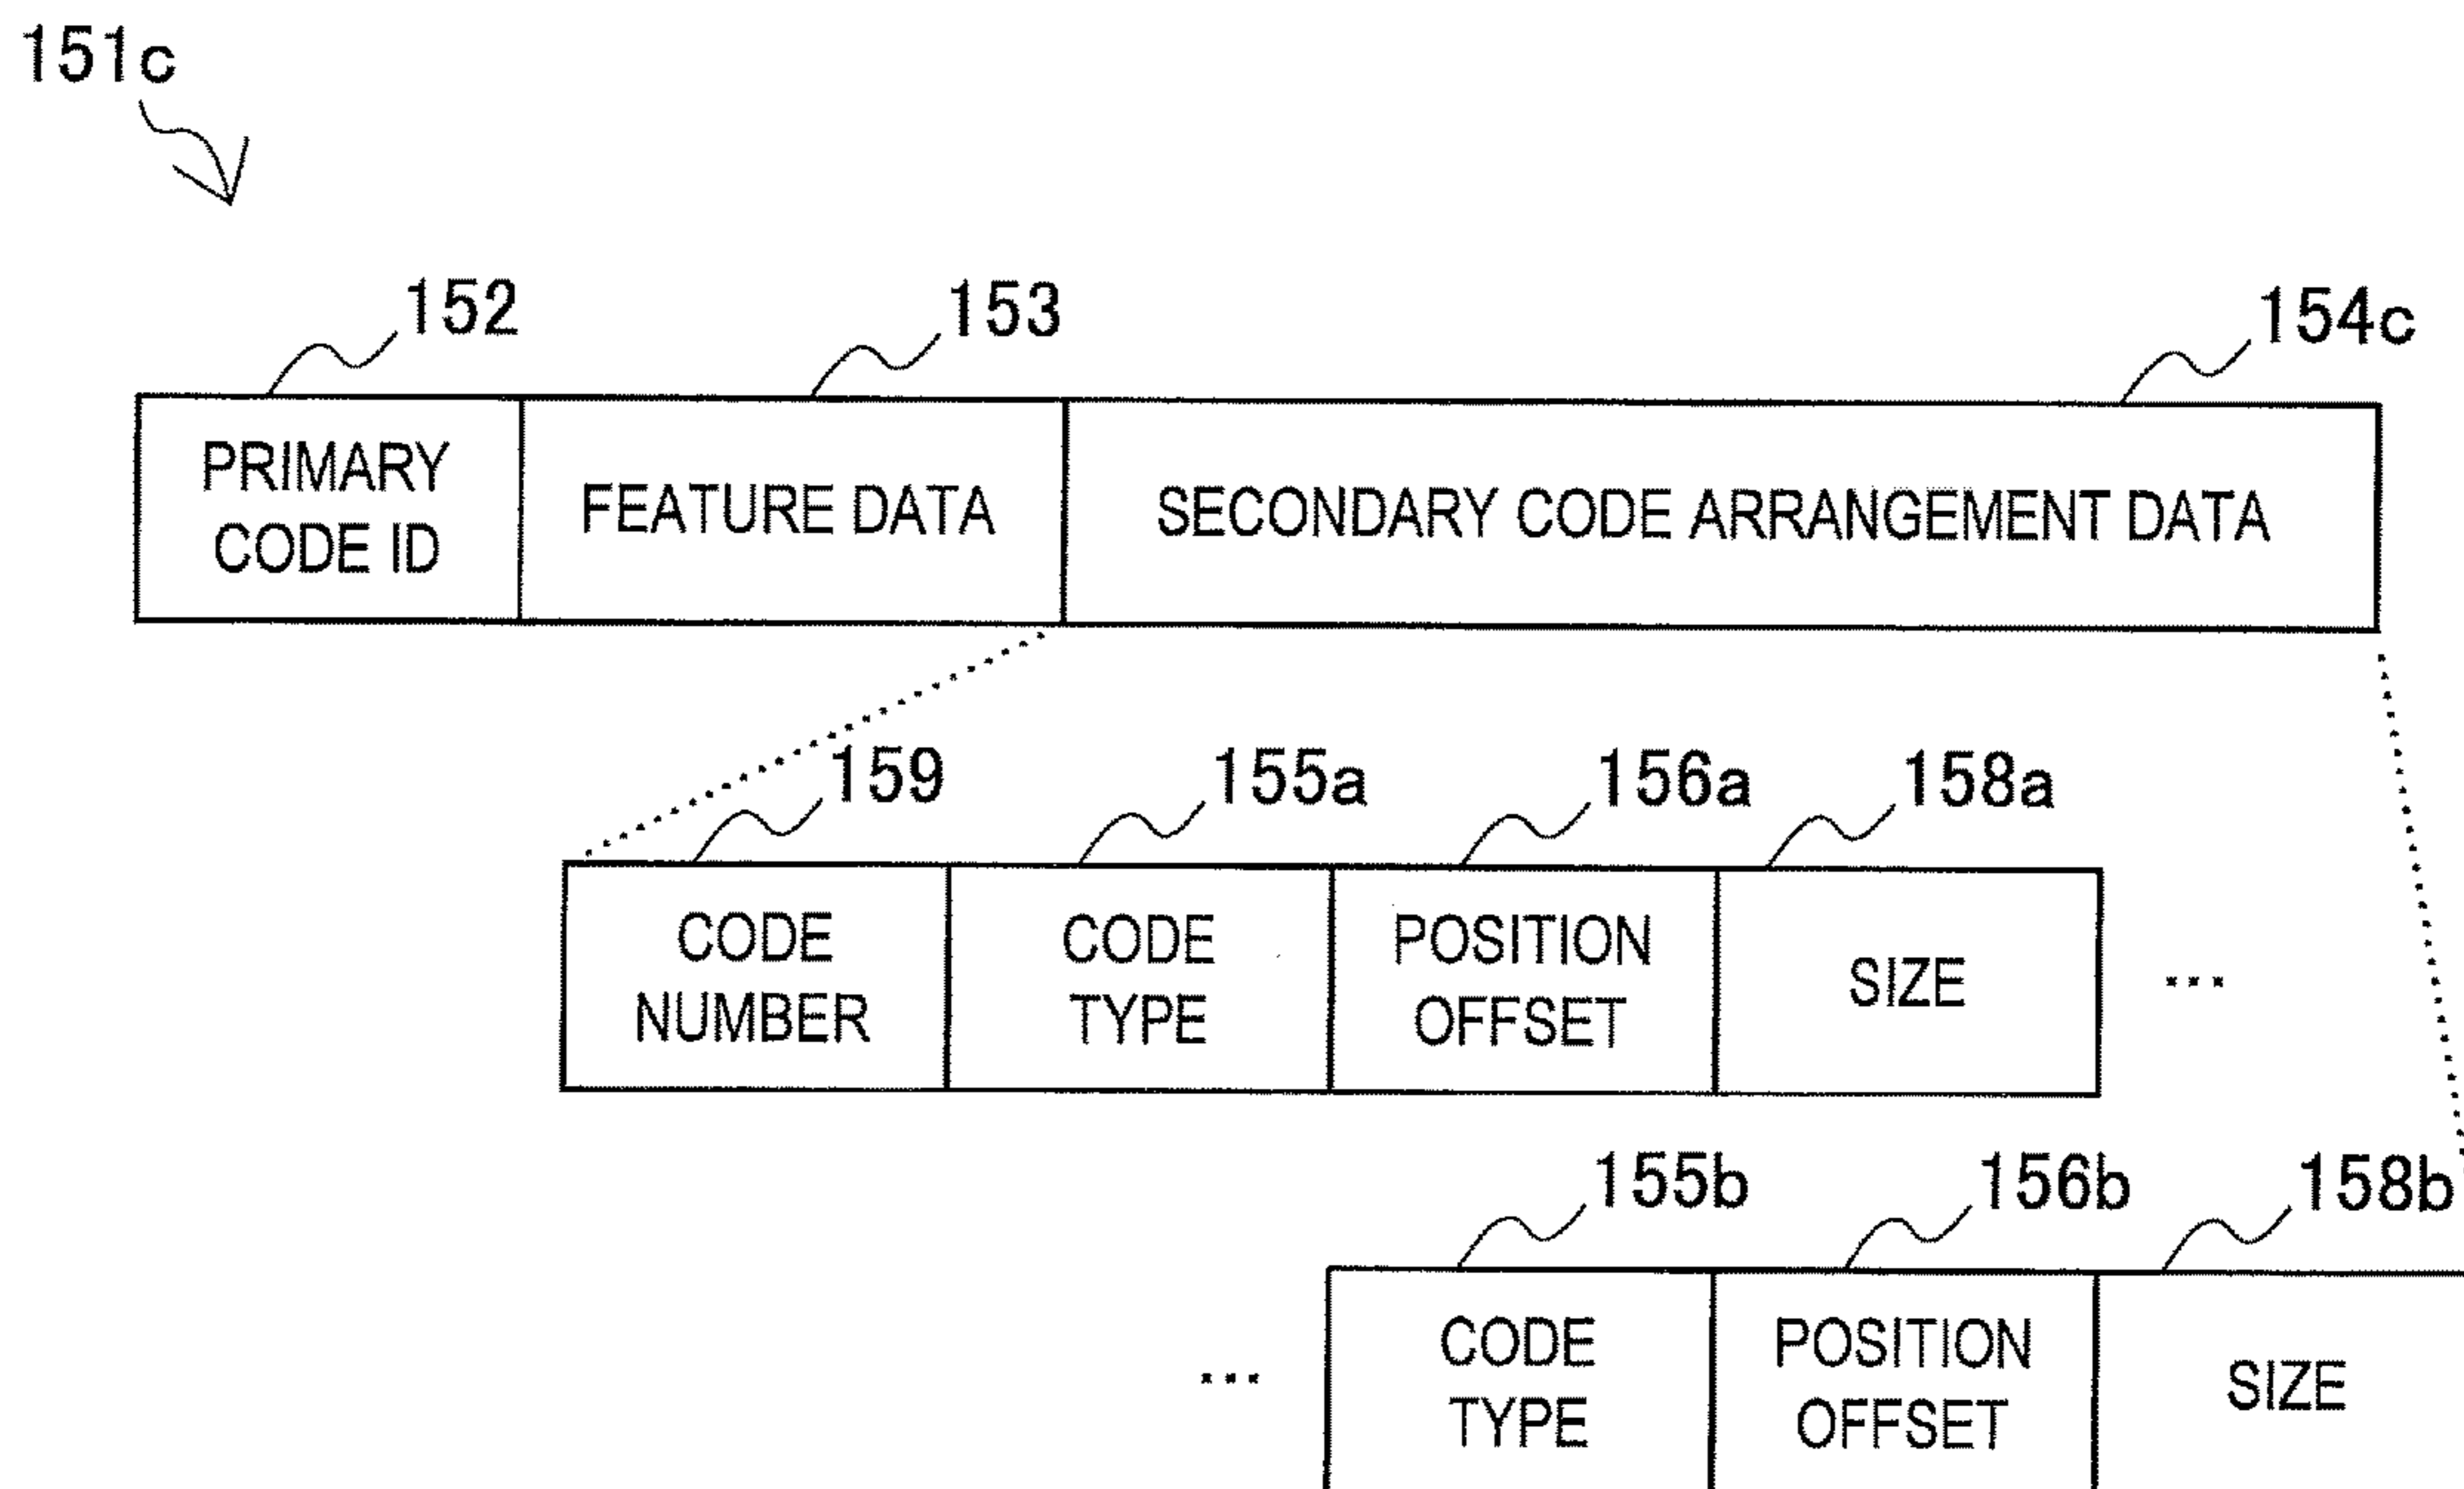 151c
152
153
154c
PRIMARY
CODE ID
FEATURE DATA
SECONDARY CODE ARRANGEMENT DATA
159
155a
156a
158a
CODE
NUMBER
CODE
TYPE
POSITION
OFFSET
SIZE
...
155b
156b
158b
...
CODE
TYPE
POSITION
OFFSET
SIZE